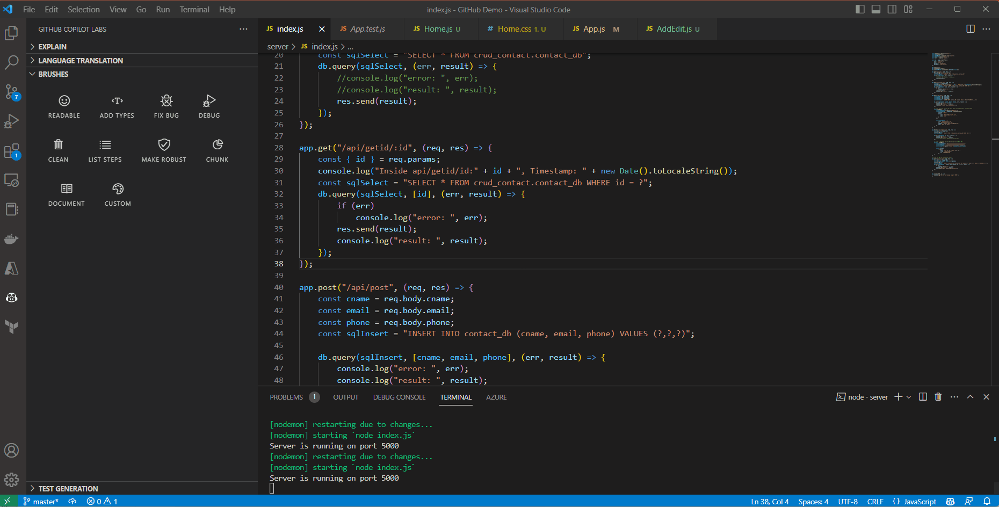 File Edit Selection View Go Run Terminal Help
index.js - GitHub Demo - Visual Studio Code
GITHUB COPILOT LABS
EXPLAIN
LANGUAGE TRANSLATION
BRUSHES
READABLE ADD TYPES FIX BUG DEBUG
CLEAN LIST STEPS MAKE ROBUST CHUNK
DOCUMENT CUSTOM
TEST GENERATION
7
1
JS index.js JS App.test.js JS Home.js U # Home.css 1, U JS App.js M JS AddEdit.js U
server > JS index.js > ...
20 const sqlSelect = "SELECT * FROM crud_contact.contact_db";
21 db.query(sqlSelect, (err, result) => {
22 //console.log("error: ", err);
23 //console.log("result: ", result);
24 res.send(result);
25 });
26 });
27
28 app.get("/api/getid/:id", (req, res) => {
29 const { id } = req.params;
30 console.log("Inside api/getid/id:" + id + ", Timestamp: " + new Date().toLocaleString());
31 const sqlSelect = "SELECT * FROM crud_contact.contact_db WHERE id = ?";
32 db.query(sqlSelect, [id], (err, result) => {
33 if (err)
34 console.log("error: ", err);
35 res.send(result);
36 console.log("result: ", result);
37 });
38 });
39
40 app.post("/api/post", (req, res) => {
41 const cname = req.body.cname;
42 const email = req.body.email;
43 const phone = req.body.phone;
44 const sqlInsert = "INSERT INTO contact_db (cname, email, phone) VALUES (?,?,?)";
45
46 db.query(sqlInsert, [cname, email, phone], (err, result) => {
47 console.log("error: ", err);
48 console.log("result: ", result);
PROBLEMS 1 OUTPUT DEBUG CONSOLE TERMINAL AZURE
node - server
[nodemon] restarting due to changes...
[nodemon] starting `node index.js`
Server is running on port 5000
[nodemon] restarting due to changes...
[nodemon] starting `node index.js`
Server is running on port 5000
master* 0 1
Ln 38, Col 4 Spaces: 4 UTF-8 CRLF {} JavaScript